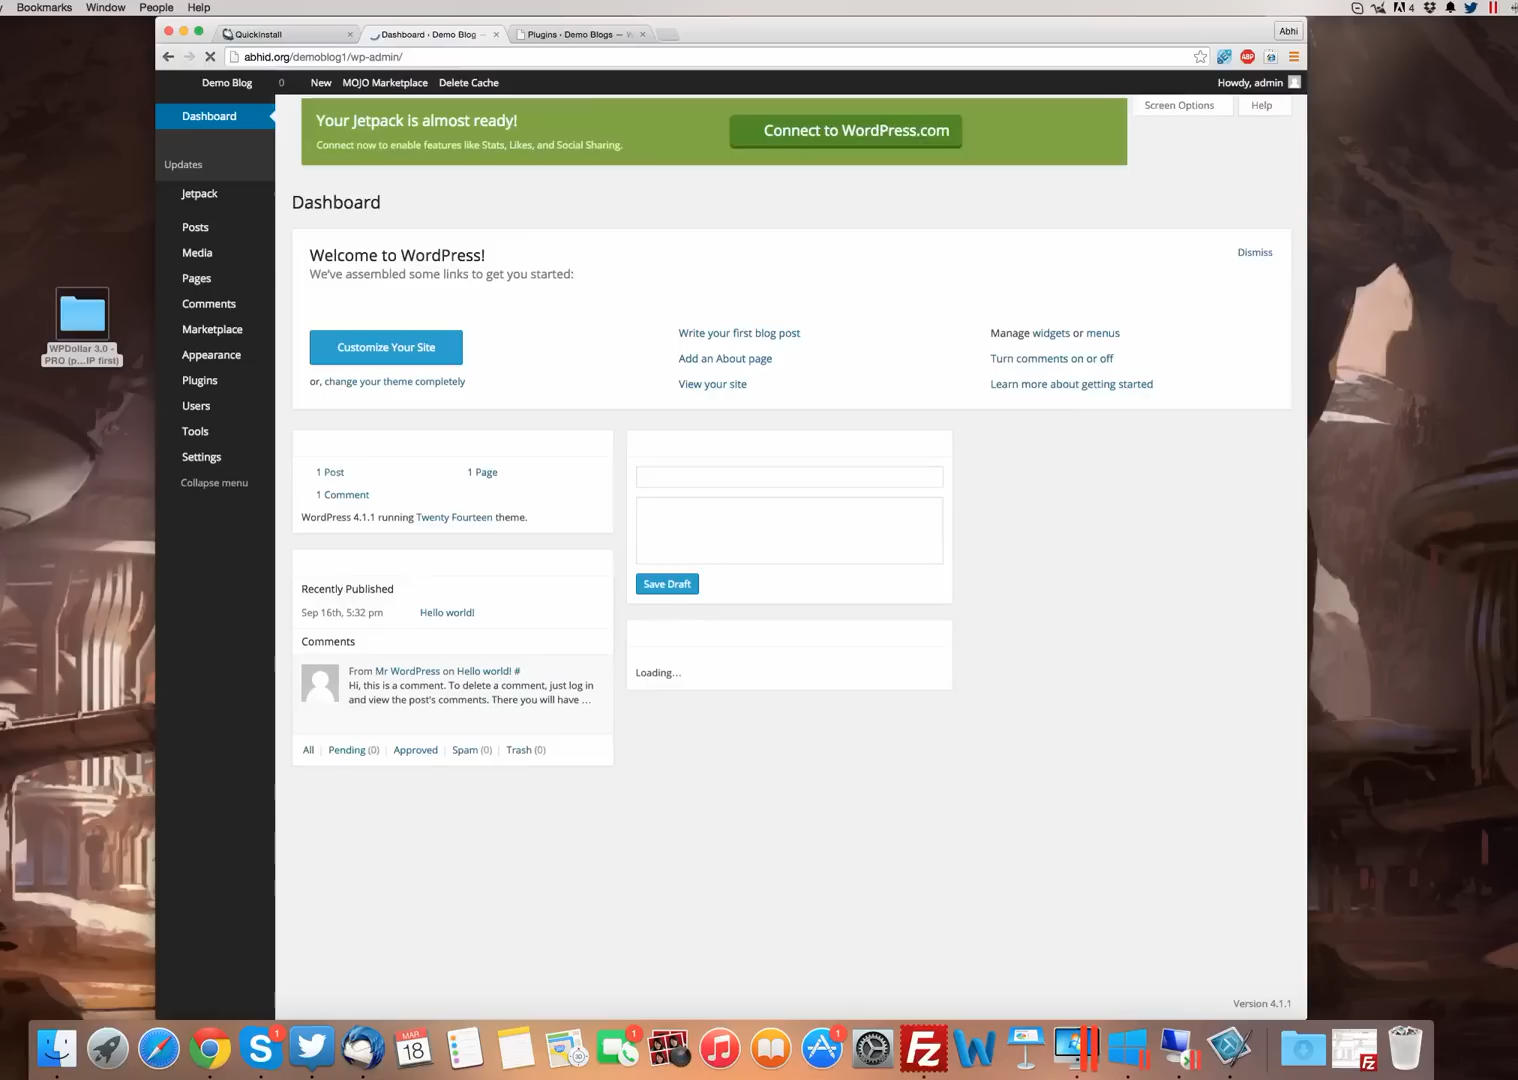 Bookmarks Window People Help
4
QuickInstall
Dashboard ‹ Demo Blog —
Plugins ‹ Demo Blogs —
Abhi
abhid.org/demoblog1/wp-admin/
ABP
Demo Blog 0 New MOJO Marketplace Delete Cache
Howdy, admin
Dashboard
Updates
Jetpack
Posts
Media
Pages
Comments
Marketplace
Appearance
Plugins
Users
Tools
Settings
Collapse menu
Your Jetpack is almost ready!
Connect now to enable features like Stats, Likes, and Social Sharing.
Connect to WordPress.com
Screen Options
Help
Dashboard
Welcome to WordPress!
We've assembled some links to get you started:
Dismiss
Customize Your Site
or, change your theme completely
Write your first blog post
Add an About page
View your site
Manage widgets or menus
Turn comments on or off
Learn more about getting started
1 Post
1 Page
1 Comment
WordPress 4.1.1 running Twenty Fourteen theme.
Recently Published
Sep 16th, 5:32 pm Hello world!
Comments
From Mr WordPress on Hello world! #
Hi, this is a comment. To delete a comment, just log in
and view the post's comments. There you will have …
All | Pending (0) | Approved | Spam (0) | Trash (0)
Save Draft
Loading…
Version 4.1.1
WPDollar 3.0 -
PRO (p...IP first)
S
1
MAR
18
3D
1
1
Fz
W
Fz